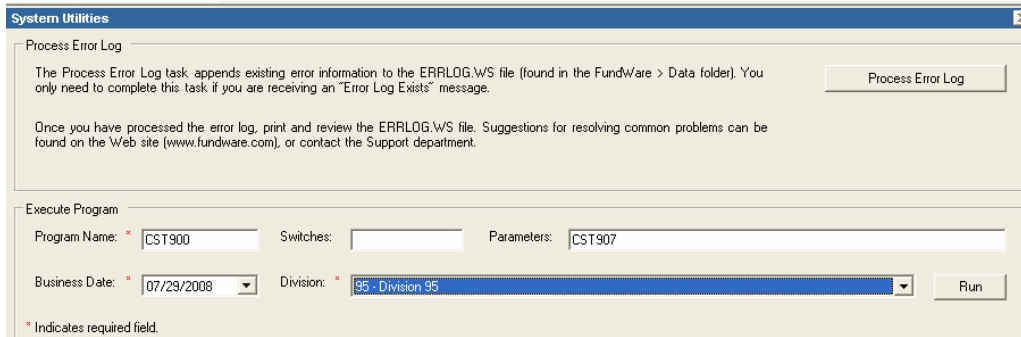 System Utilities
Process Error Log
The Process Error Log task appends existing error information to the ERRLOG.WS file (found in the FundWare > Data folder). You
only need to complete this task if you are receiving an "Error Log Exists" message.
Process Error Log
Once you have processed the error log, print and review the ERRLOG.WS file. Suggestions for resolving common problems can be
found on the Web site (www.fundware.com), or contact the Support department.
Execute Program
Program Name: * CST900 Switches: Parameters: CST907
Business Date: * 07/29/2008 Division: * 95 - Division 95 Run
* Indicates required field.